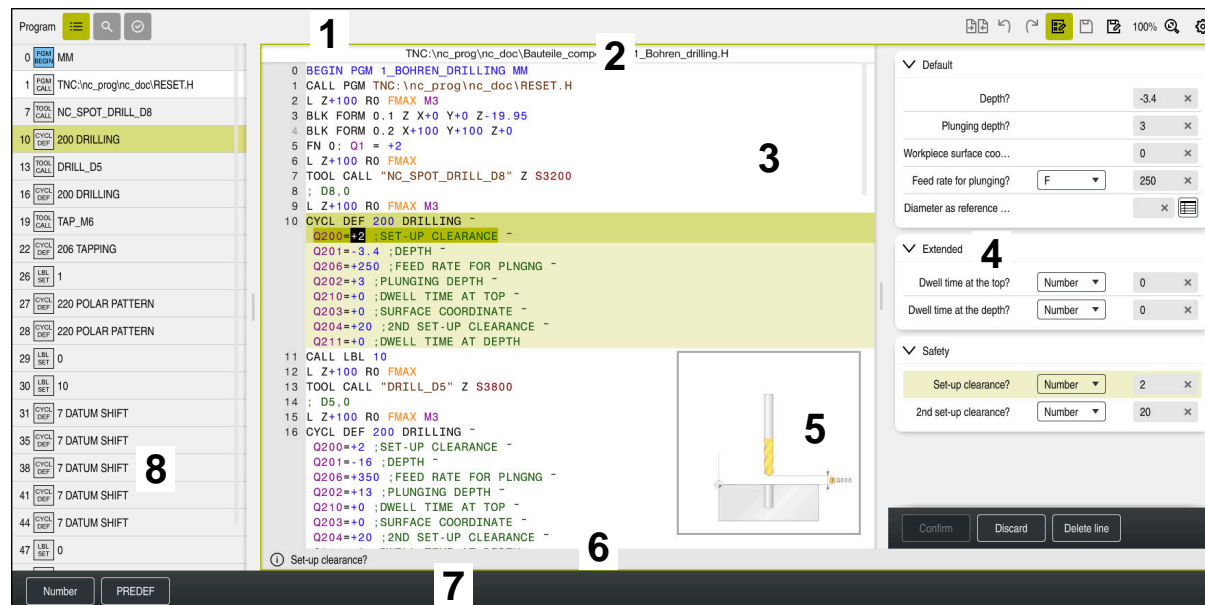 Program
100%
1
2
3
4
5
6
7
8
0 PGM BEGIN MM
1 PGM CALL TNC:\nc_prog\nc_doc\RESET.H
7 TOOL CALL NC_SPOT_DRILL_D8
10 CYCL DEF 200 DRILLING
13 TOOL CALL DRILL_D5
16 CYCL DEF 200 DRILLING
19 TOOL CALL TAP_M6
22 CYCL DEF 206 TAPPING
26 LBL SET 1
27 CYCL DEF 220 POLAR PATTERN
28 CYCL DEF 220 POLAR PATTERN
29 LBL SET 0
30 LBL SET 10
31 CYCL DEF 7 DATUM SHIFT
35 CYCL DEF 7 DATUM SHIFT
38 CYCL DEF 7 DATUM SHIFT
41 CYCL DEF 7 DATUM SHIFT
44 CYCL DEF 7 DATUM SHIFT
47 LBL SET 0
TNC:\nc_prog\nc_doc\Bauteile_comp 1_Bohren_drilling.H
0 BEGIN PGM 1_BOHREN_DRILLING MM
1 CALL PGM TNC:\nc_prog\nc_doc\RESET.H
2 L Z+100 R0 FMAX M3
3 BLK FORM 0.1 Z X+0 Y+0 Z-19.95
4 BLK FORM 0.2 X+100 Y+100 Z+0
5 FN 0: Q1 = +2
6 L Z+100 R0 FMAX
7 TOOL CALL "NC_SPOT_DRILL_D8" Z S3200
8 ; D8,0
9 L Z+100 R0 FMAX M3
10 CYCL DEF 200 DRILLING ~
Q200=+2 ;SET-UP CLEARANCE ~
Q201=-3.4 ;DEPTH ~
Q206=+250 ;FEED RATE FOR PLNGNG ~
Q202=+3 ;PLUNGING DEPTH ~
Q210=+0 ;DWELL TIME AT TOP ~
Q203=+0 ;SURFACE COORDINATE ~
Q204=+20 ;2ND SET-UP CLEARANCE ~
Q211=+0 ;DWELL TIME AT DEPTH
11 CALL LBL 10
12 L Z+100 R0 FMAX
13 TOOL CALL "DRILL_D5" Z S3800
14 ; D5,0
15 L Z+100 R0 FMAX M3
16 CYCL DEF 200 DRILLING ~
Q200=+2 ;SET-UP CLEARANCE ~
Q201=-16 ;DEPTH ~
Q206=+350 ;FEED RATE FOR PLNGNG ~
Q202=+13 ;PLUNGING DEPTH ~
Q210=+0 ;DWELL TIME AT TOP ~
Q203=+0 ;SURFACE COORDINATE ~
Q204=+20 ;2ND SET-UP CLEARANCE ~
Q200
Set-up clearance?
Default
Depth? -3.4 ×
Plunging depth? 3 ×
Workpiece surface coo... 0 ×
Feed rate for plunging? F 250 ×
Diameter as reference ... ×
Extended
Dwell time at the top? Number 0 ×
Dwell time at the depth? Number 0 ×
Safety
Set-up clearance? Number 2 ×
2nd set-up clearance? Number 20 ×
Confirm Discard Delete line
Number PREDEF